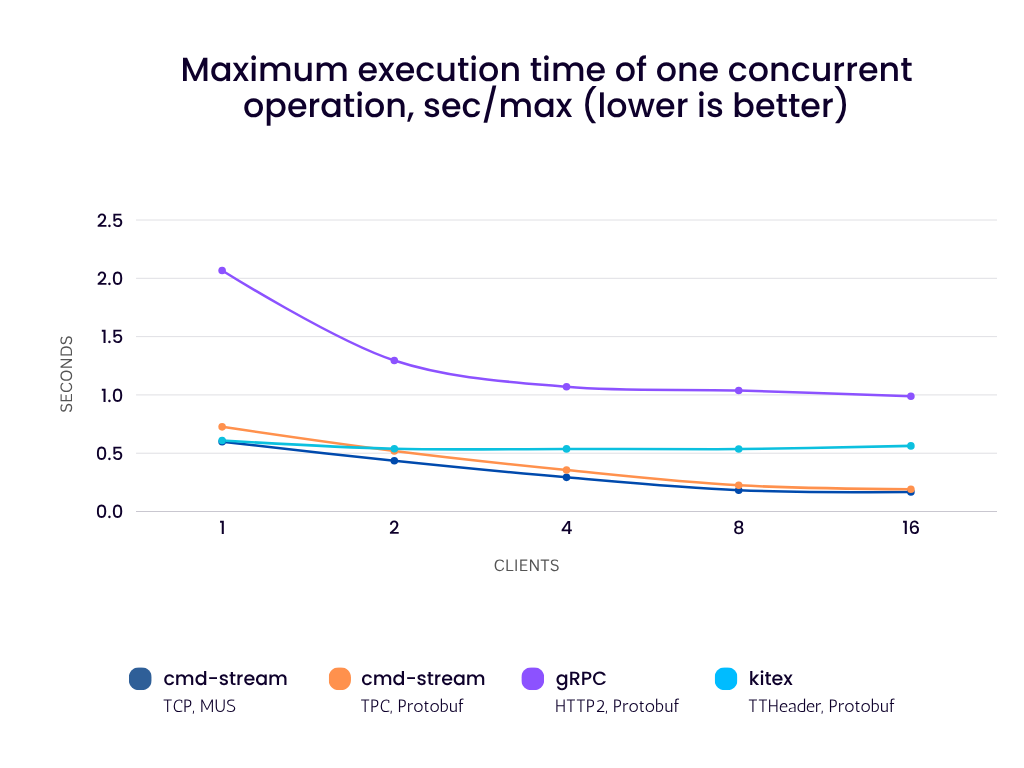 Maximum execution time of one concurrent
operation, sec/max (lower is better)
2.5
2.0
1.5
1.0
0.5
0.0
SECONDS
1 2 4 8 16
CLIENTS
cmd-stream cmd-stream gRPC kitex
TCP, MUS TPC, Protobuf HTTP2, Protobuf TTHeader, Protobuf